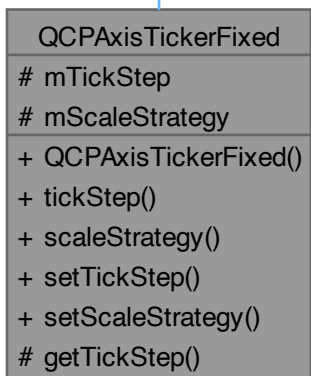 QCPAxisTickerFixed
# mTickStep
# mScaleStrategy
+ QCPAxisTickerFixed()
+ tickStep()
+ scaleStrategy()
+ setTickStep()
+ setScaleStrategy()
# getTickStep()